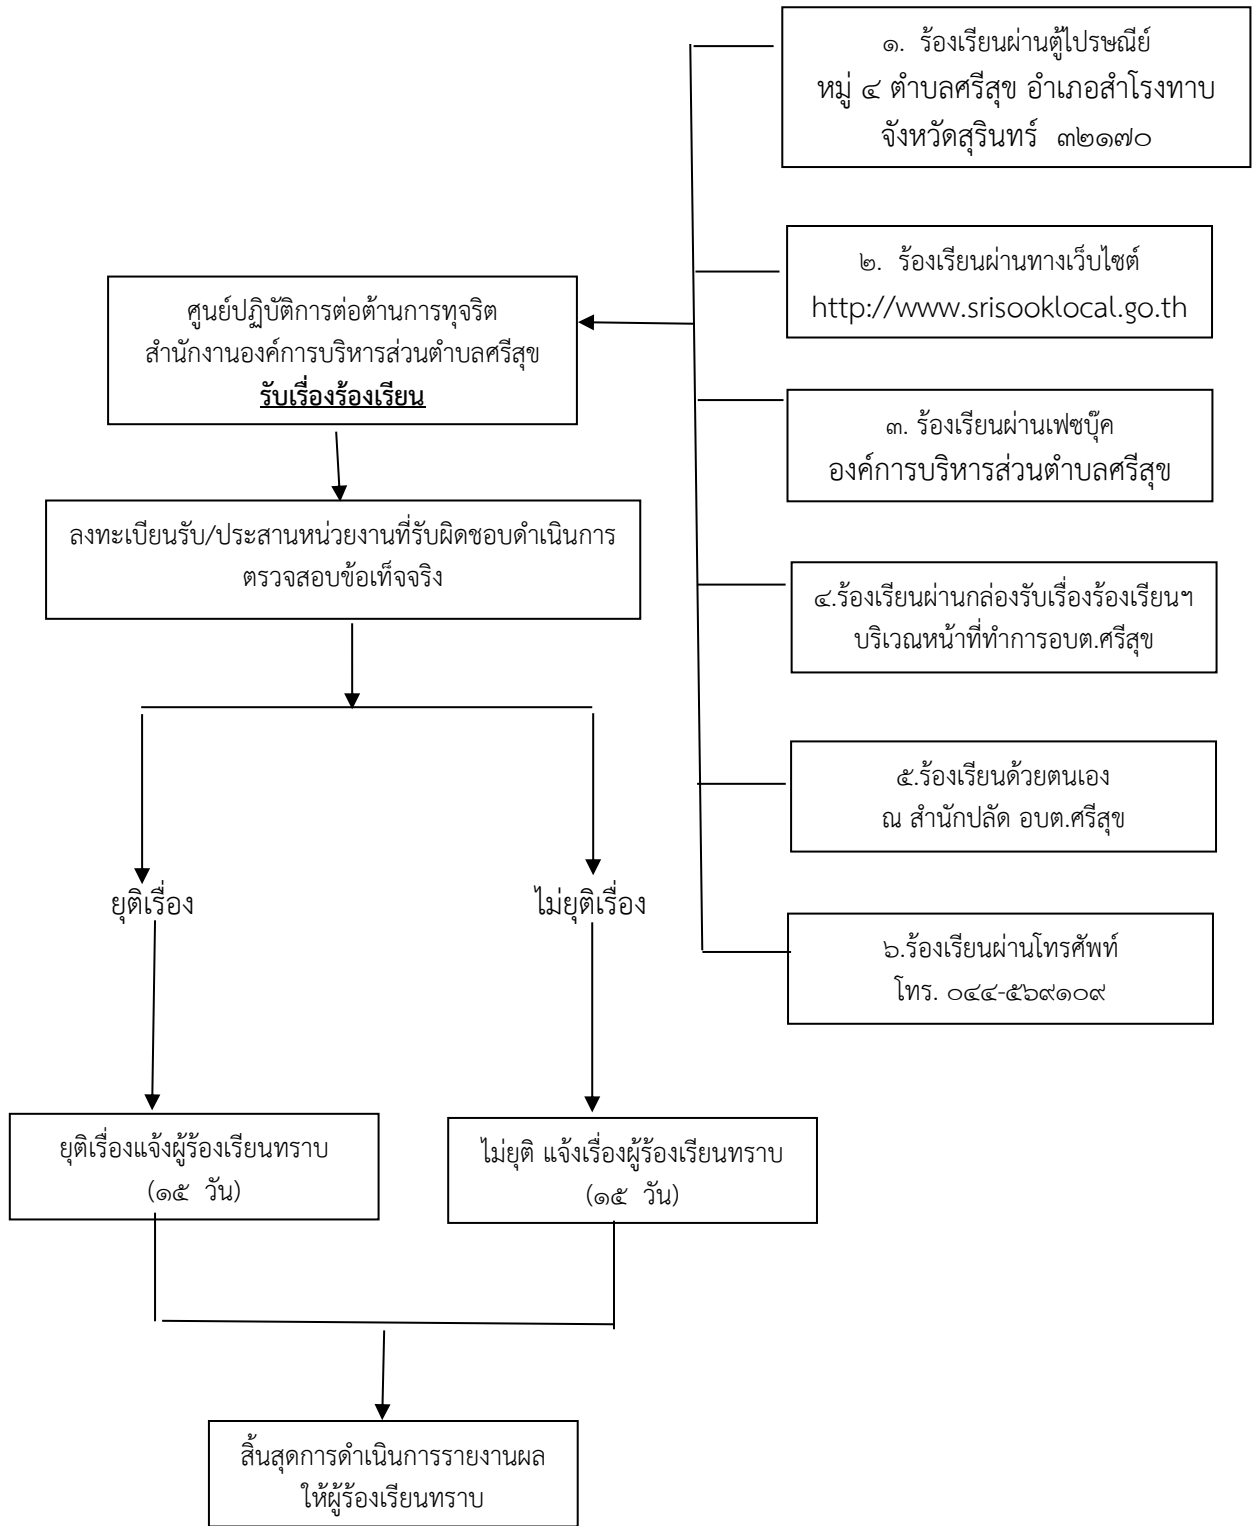 ๑. ร้องเรียนผ่านตู้ไปรษณีย์
หมู่ ๔ ตำบลศรีสุข อำเภอสำโรงทาบ
จังหวัดสุรินทร์ ๓๒๑๗๐
๒. ร้องเรียนผ่านทางเว็บไซต์
http://www.srisooklocal.go.th
ศูนย์ปฏิบัติการต่อต้านการทุจริต
สำนักงานองค์การบริหารส่วนตำบลศรีสุข
รับเรื่องร้องเรียน
๓. ร้องเรียนผ่านเฟซบุ๊ค
องค์การบริหารส่วนตำบลศรีสุข
ลงทะเบียนรับ/ประสานหน่วยงานที่รับผิดชอบดำเนินการ
ตรวจสอบข้อเท็จจริง
๔.ร้องเรียนผ่านกล่องรับเรื่องร้องเรียนฯ
บริเวณหน้าที่ทำการอบต.ศรีสุข
๕.ร้องเรียนด้วยตนเอง
ณ สำนักปลัด อบต.ศรีสุข
ยุติเรื่อง
ไม่ยุติเรื่อง
๖.ร้องเรียนผ่านโทรศัพท์
โทร. ๐๔๔-๕๖๙๑๐๙
ยุติเรื่องแจ้งผู้ร้องเรียนทราบ
(๑๕ วัน)
ไม่ยุติ แจ้งเรื่องผู้ร้องเรียนทราบ
(๑๕ วัน)
สิ้นสุดการดำเนินการรายงานผล
ให้ผู้ร้องเรียนทราบ